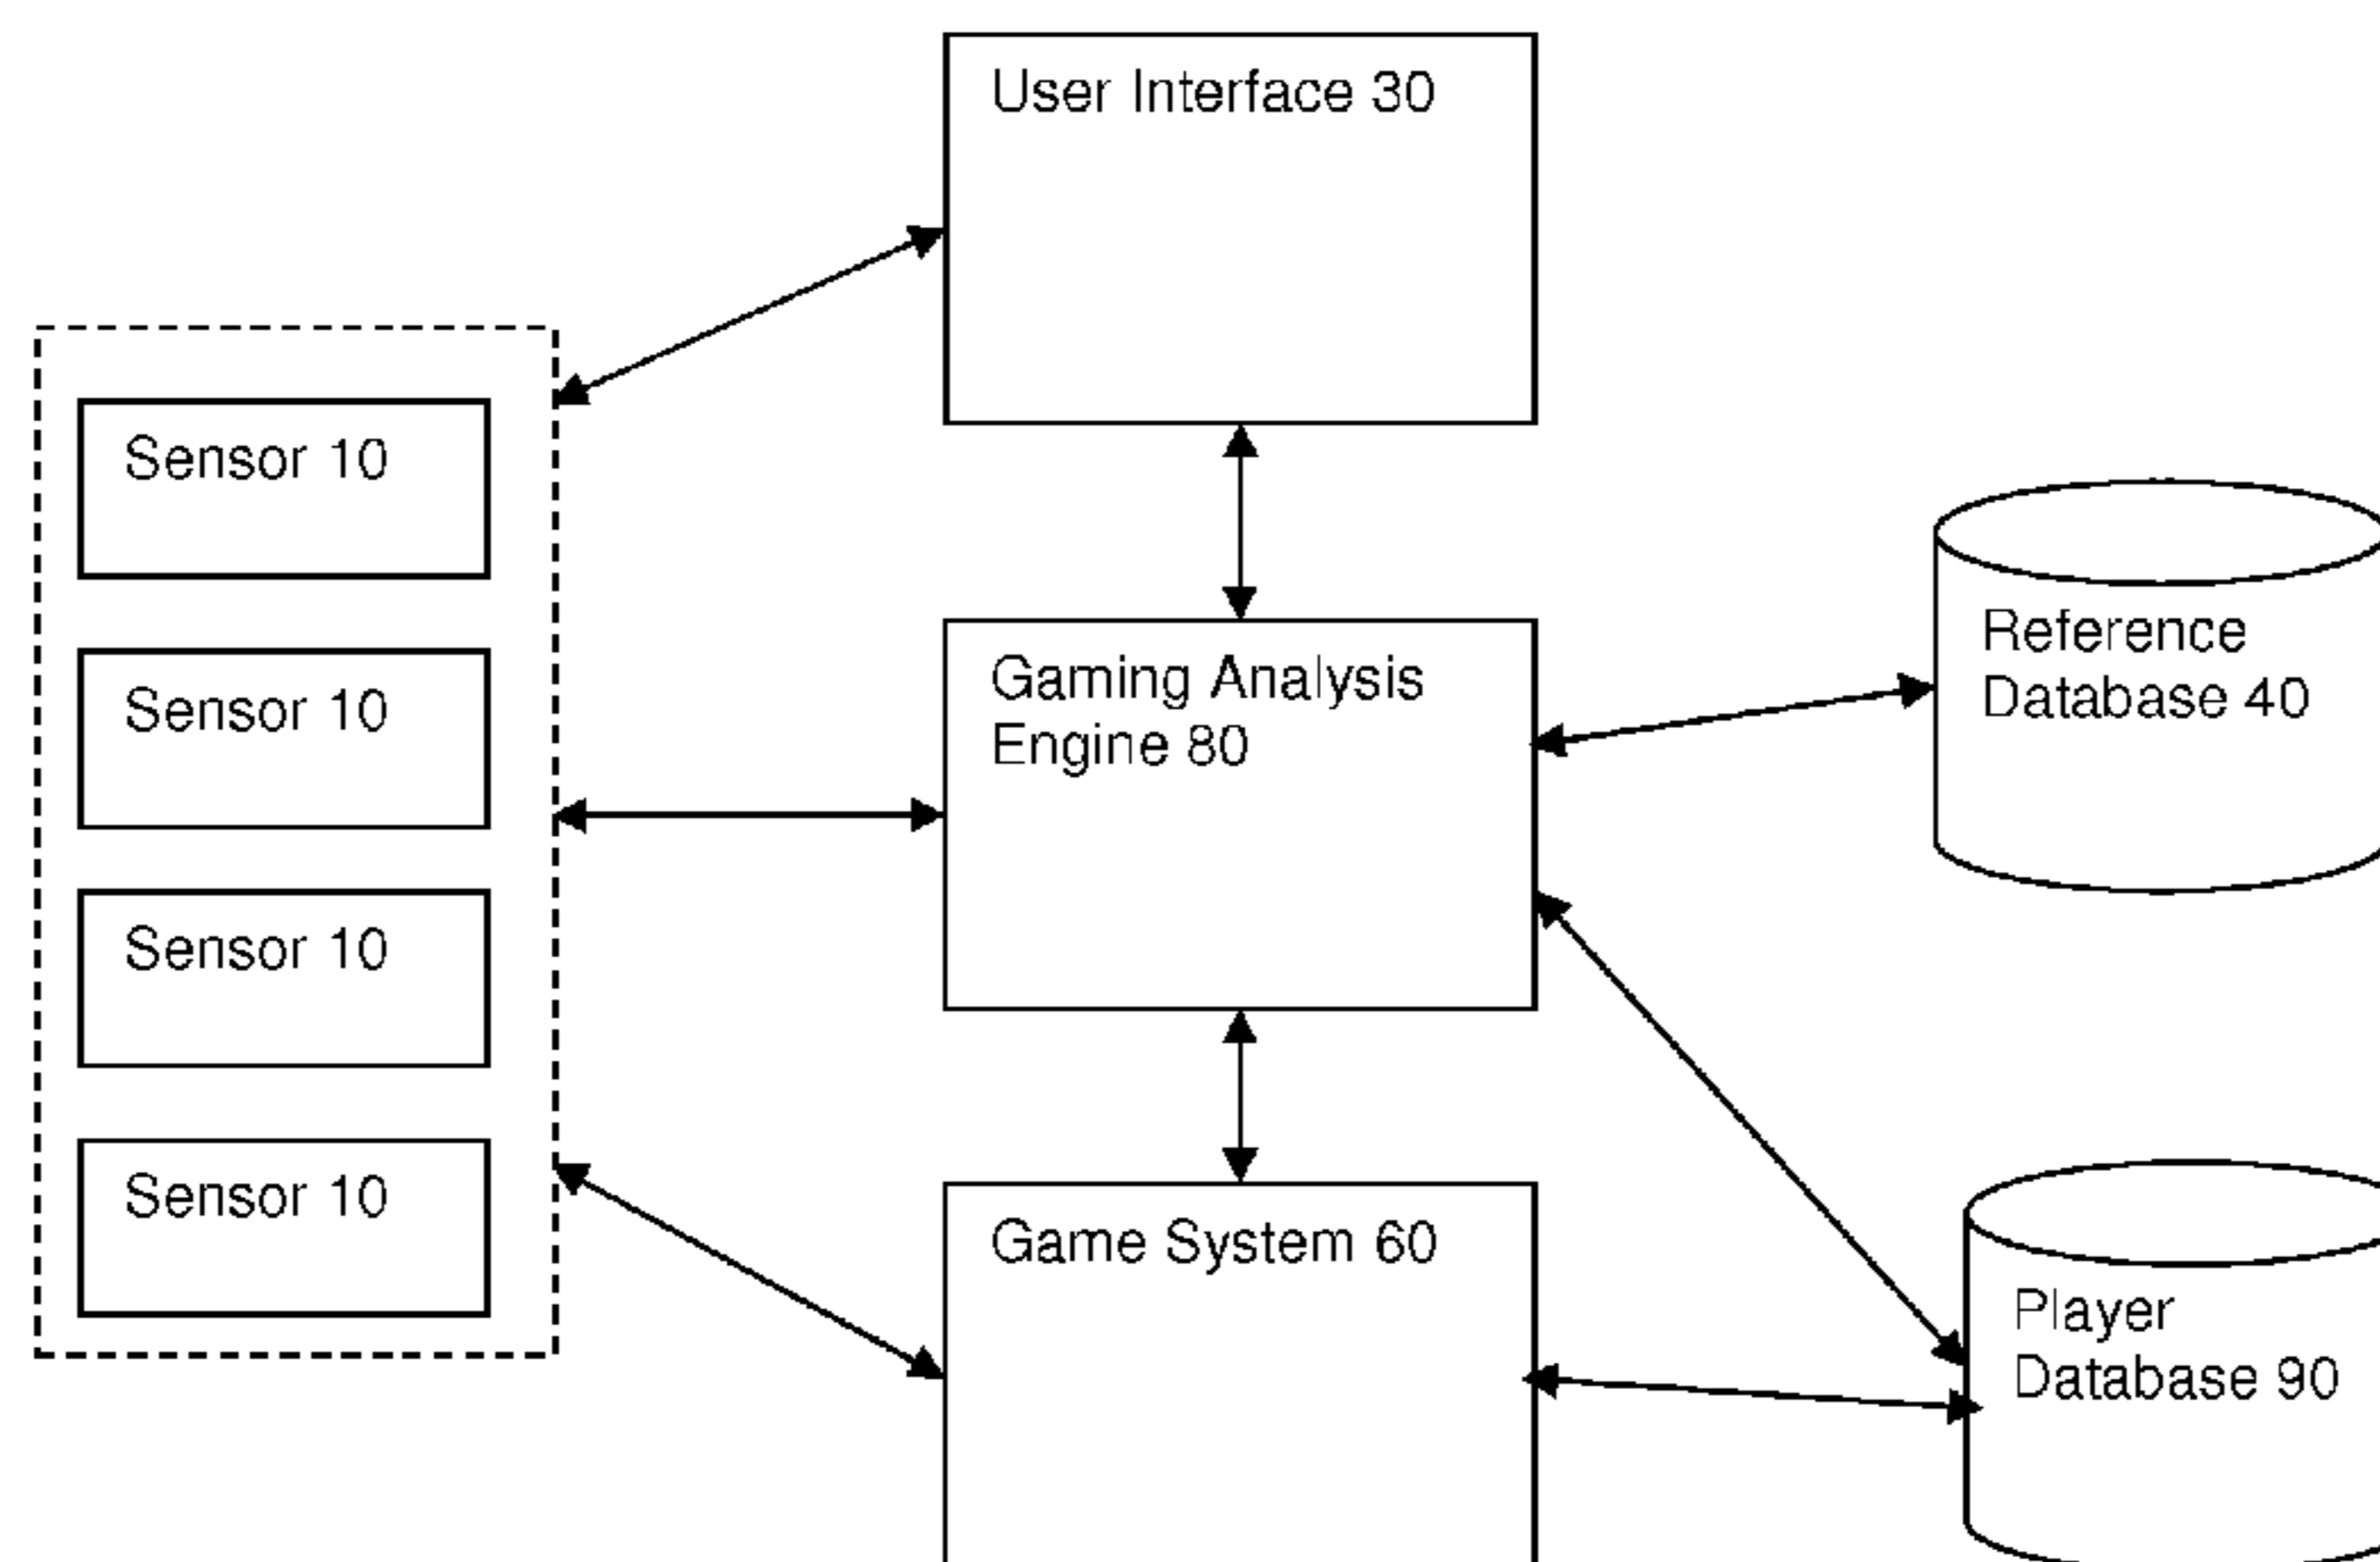 User Interface 30
Sensor 10
Sensor 10
Sensor 10
Sensor 10
Gaming Analysis
Engine 80
Game System 60
Reference
Database 40
Player
Database 90